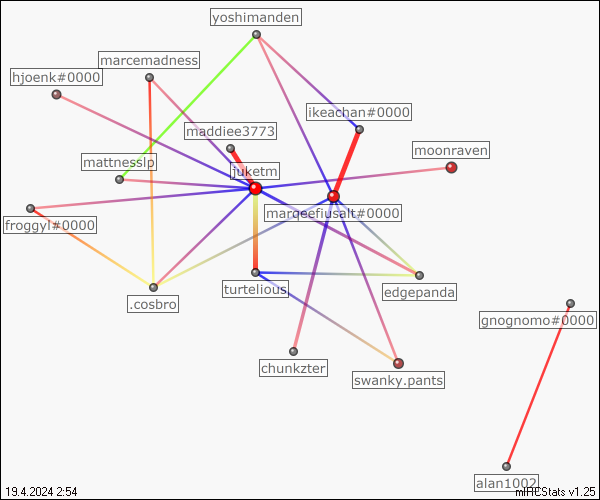 yoshimanden
marcemadness
hjoenk#0000
ikeachan#0000
maddiee3773
moonraven
mattnesslp
juketm
marqeefiusalt#0000
froggyl#0000
turtelious
edgepanda
.cosbro
gnognomo#0000
chunkzter
swanky.pants
alan1002
19.4.2024 2:54
mIRCStats v1.25